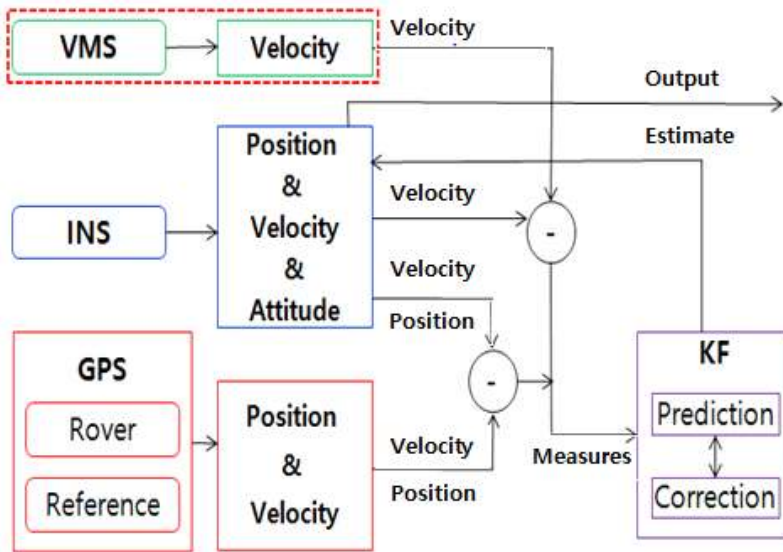 VMS
Velocity
Velocity
Output
Estimate
Position
&
Velocity
&
Attitude
Velocity
INS
-
Velocity
Position
GPS
Rover
Reference
Position
&
Velocity
-
Velocity
Position
Measures
KF
Prediction
Correction